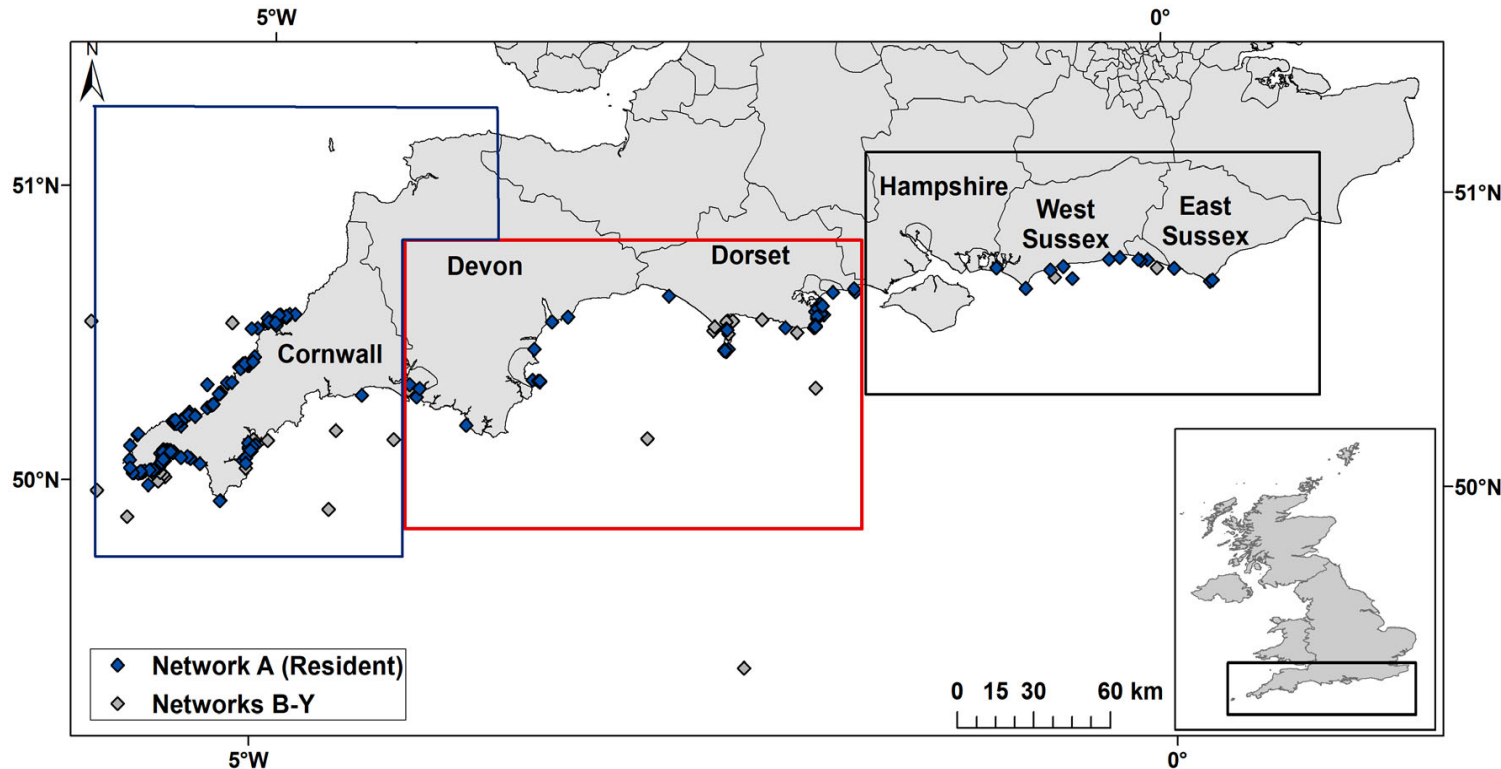 5°W 0°
N
51°N 51°N
Hampshire
West
Sussex
East
Sussex
Devon
Dorset
Cornwall
50°N 50°N
Network A (Resident)
Networks B-Y
0 15 30 60 km
5°W 0°